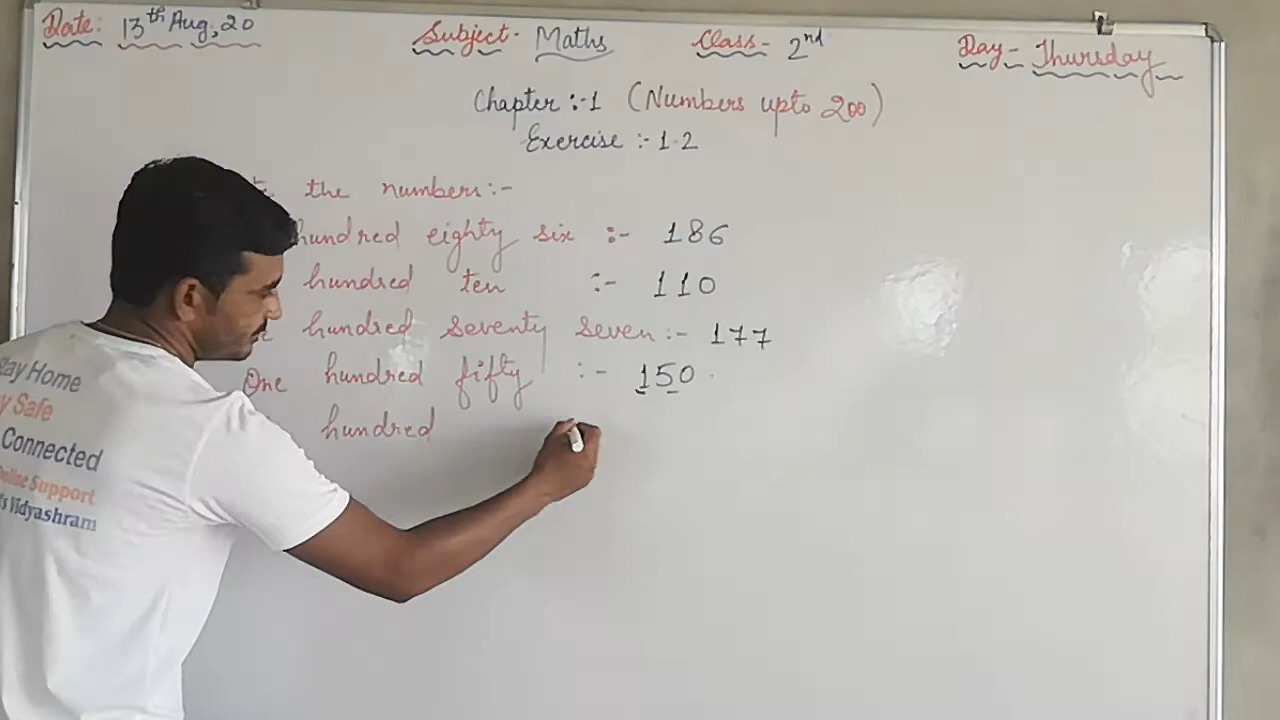 Date: 13th Aug, 20 Subject- Maths Class- 2nd Day- Thursday
Chapter :-1 (Numbers upto 200)
Exercise :- 1.2
the numbers:-
hundred eighty six :- 186
hundred ten :- 110
hundred seventy seven :- 177
One hundred fifty :- 150
hundred
Stay Home
Safe
Connected
Online Support
Vidyashram